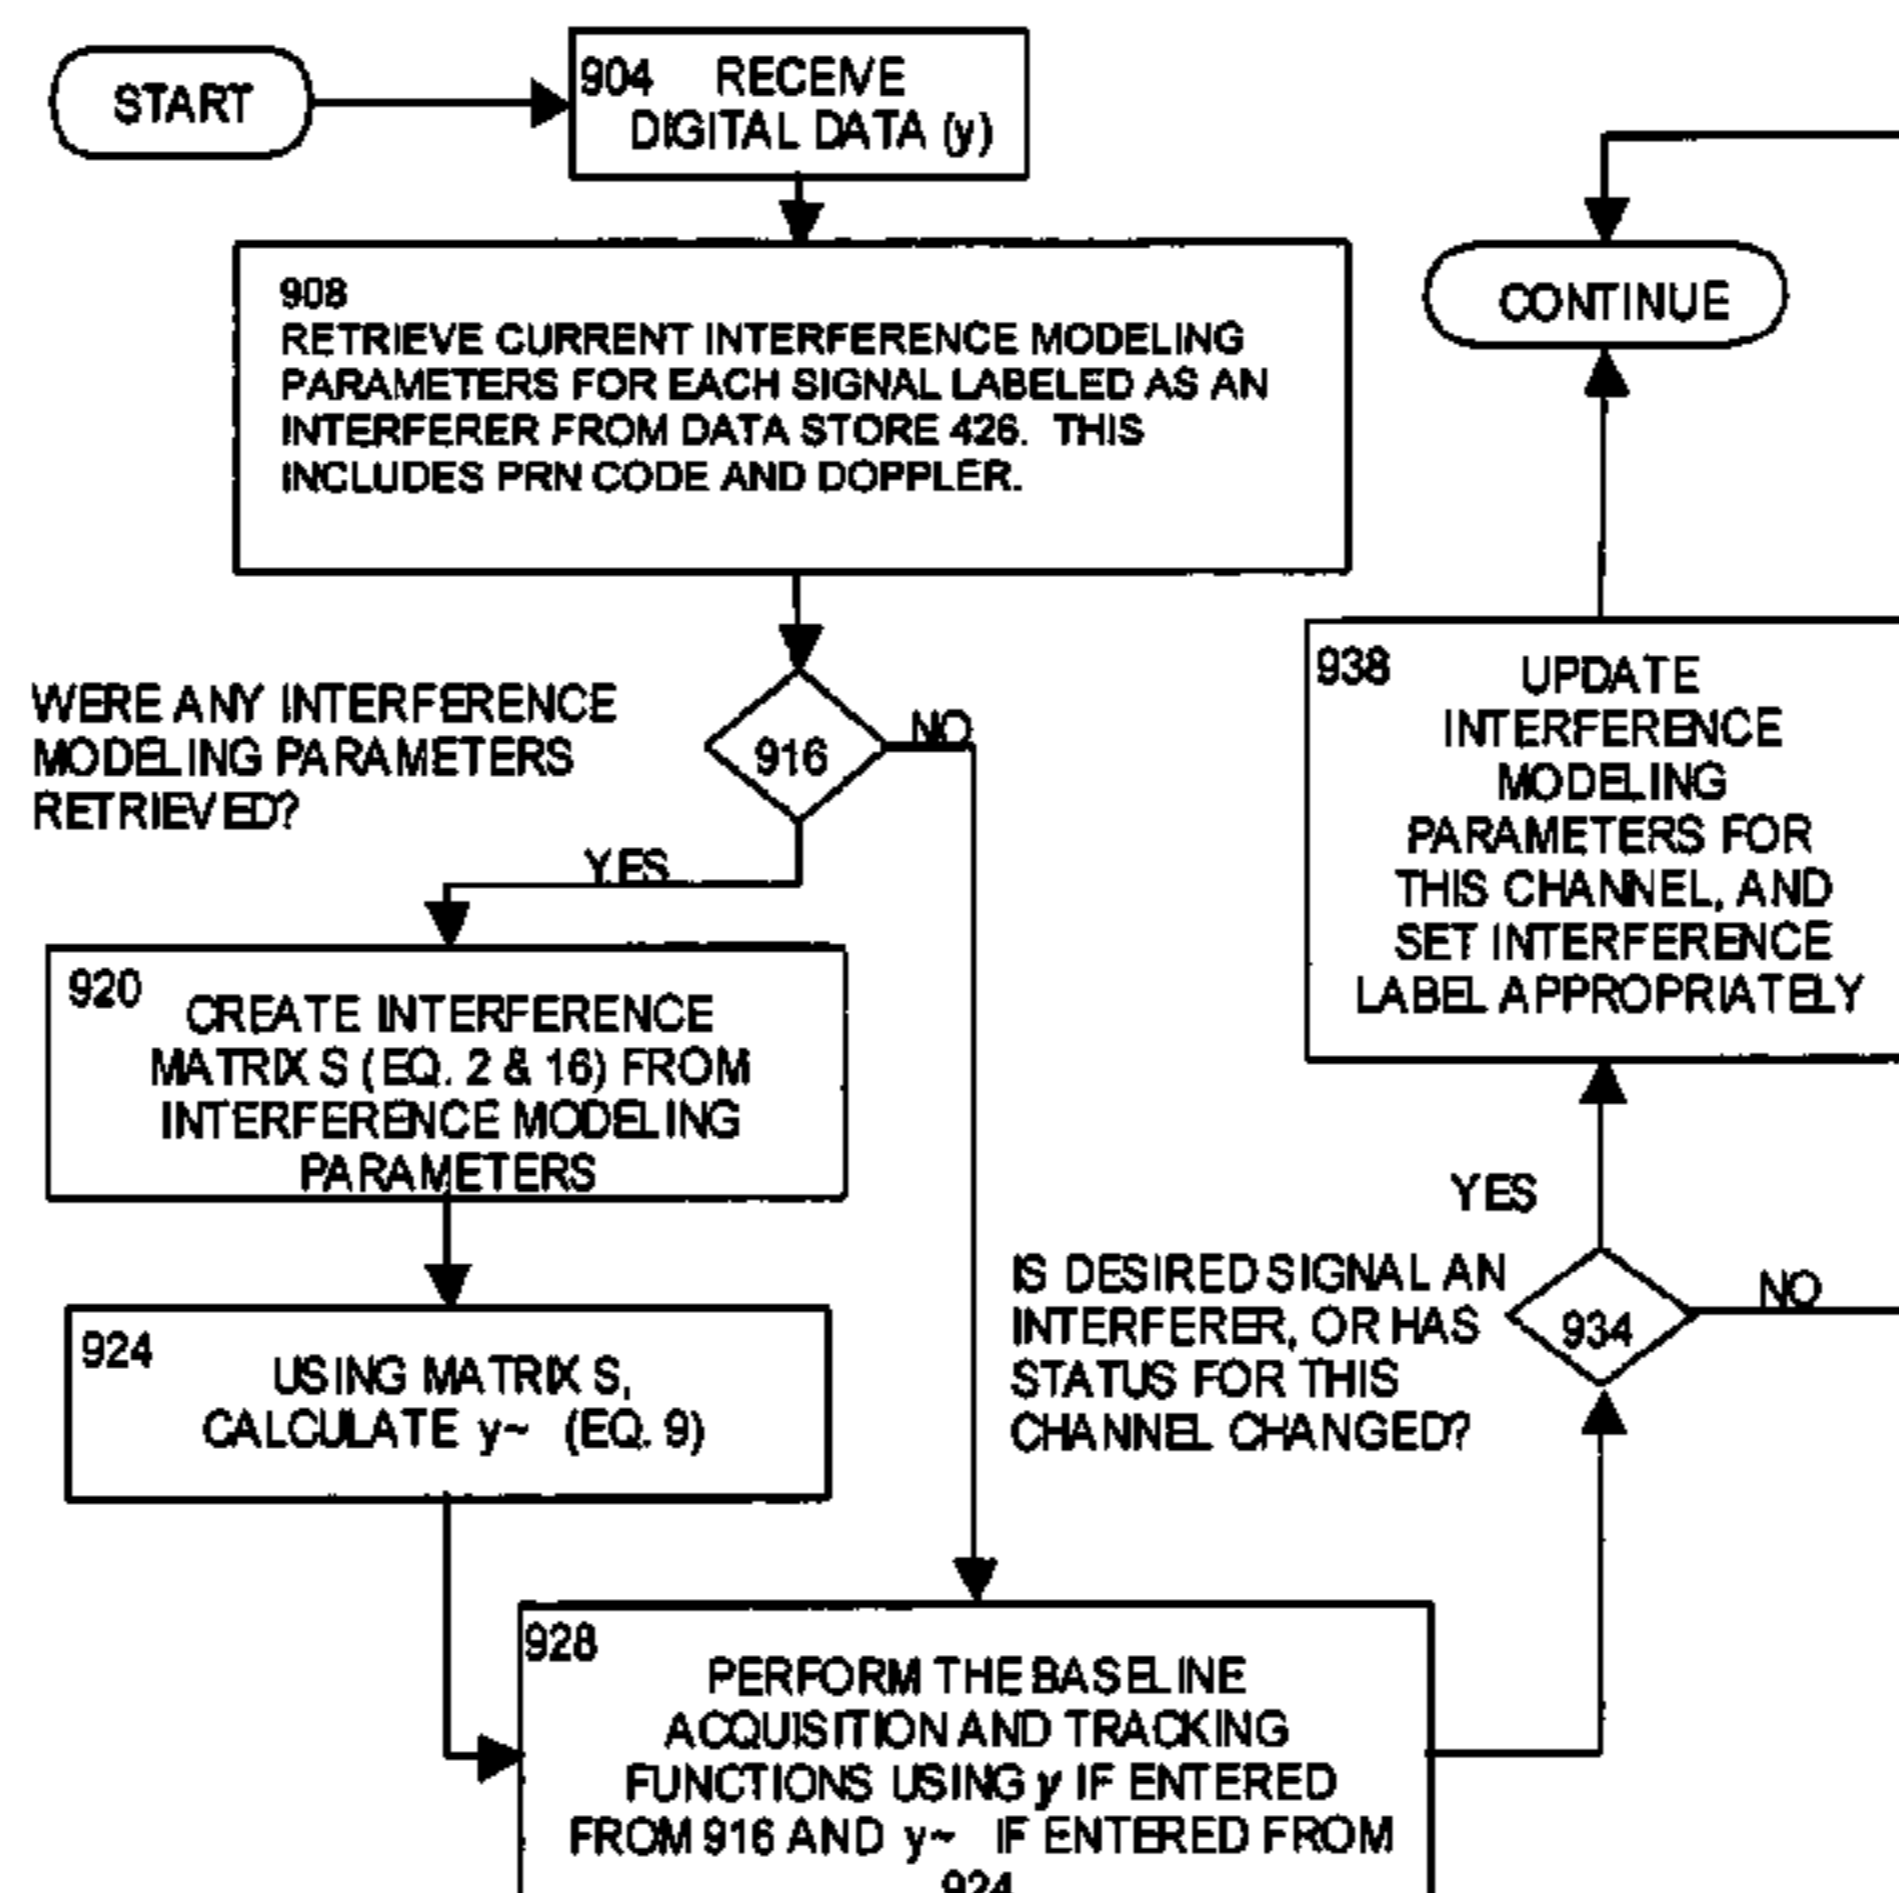 START
904 RECEIVE
DIGITAL DATA (y)
908
RETRIEVE CURRENT INTERFERENCE MODELING
PARAMETERS FOR EACH SIGNAL LABELED AS AN
INTERFERER FROM DATA STORE 426. THIS
INCLUDES PRN CODE AND DOPPLER.
WERE ANY INTERFERENCE
MODELING PARAMETERS
RETRIEVED?
916
NO
YES
920
CREATE INTERFERENCE
MATRIX S (EQ. 2 & 16) FROM
INTERFERENCE MODELING
PARAMETERS
924
USING MATRIX S,
CALCULATE y~ (EQ. 9)
928
PERFORM THE BASELINE
ACQUISITION AND TRACKING
FUNCTIONS USING y IF ENTERED
FROM 916 AND y~ IF ENTERED FROM
924
IS DESIRED SIGNAL AN
INTERFERER, OR HAS
STATUS FOR THIS
CHANNEL CHANGED?
934
NO
YES
938 UPDATE
INTERFERENCE
MODELING
PARAMETERS FOR
THIS CHANNEL, AND
SET INTERFERENCE
LABEL APPROPRIATELY
CONTINUE